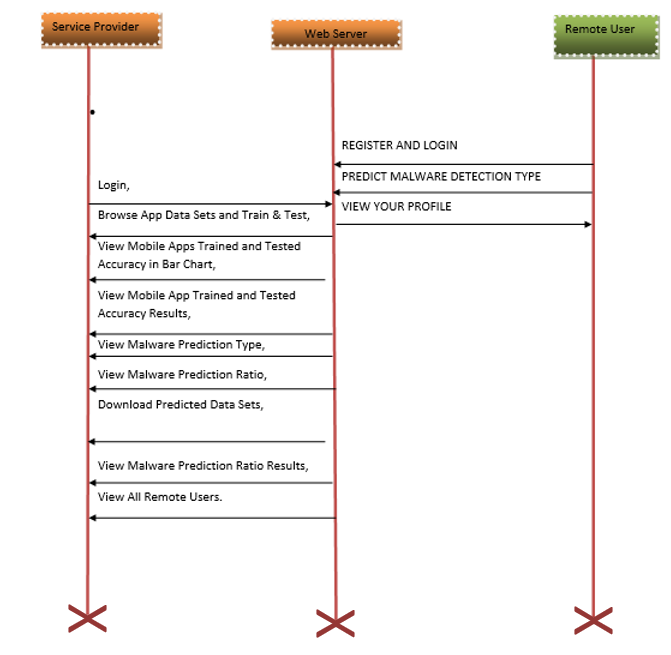 Service Provider
Web Server
Remote User
REGISTER AND LOGIN
PREDICT MALWARE DETECTION TYPE
VIEW YOUR PROFILE
Login,
Browse App Data Sets and Train & Test,
View Mobile Apps Trained and Tested
Accuracy in Bar Chart,
View Mobile App Trained and Tested
Accuracy Results,
View Malware Prediction Type,
View Malware Prediction Ratio,
Download Predicted Data Sets,
View Malware Prediction Ratio Results,
View All Remote Users.